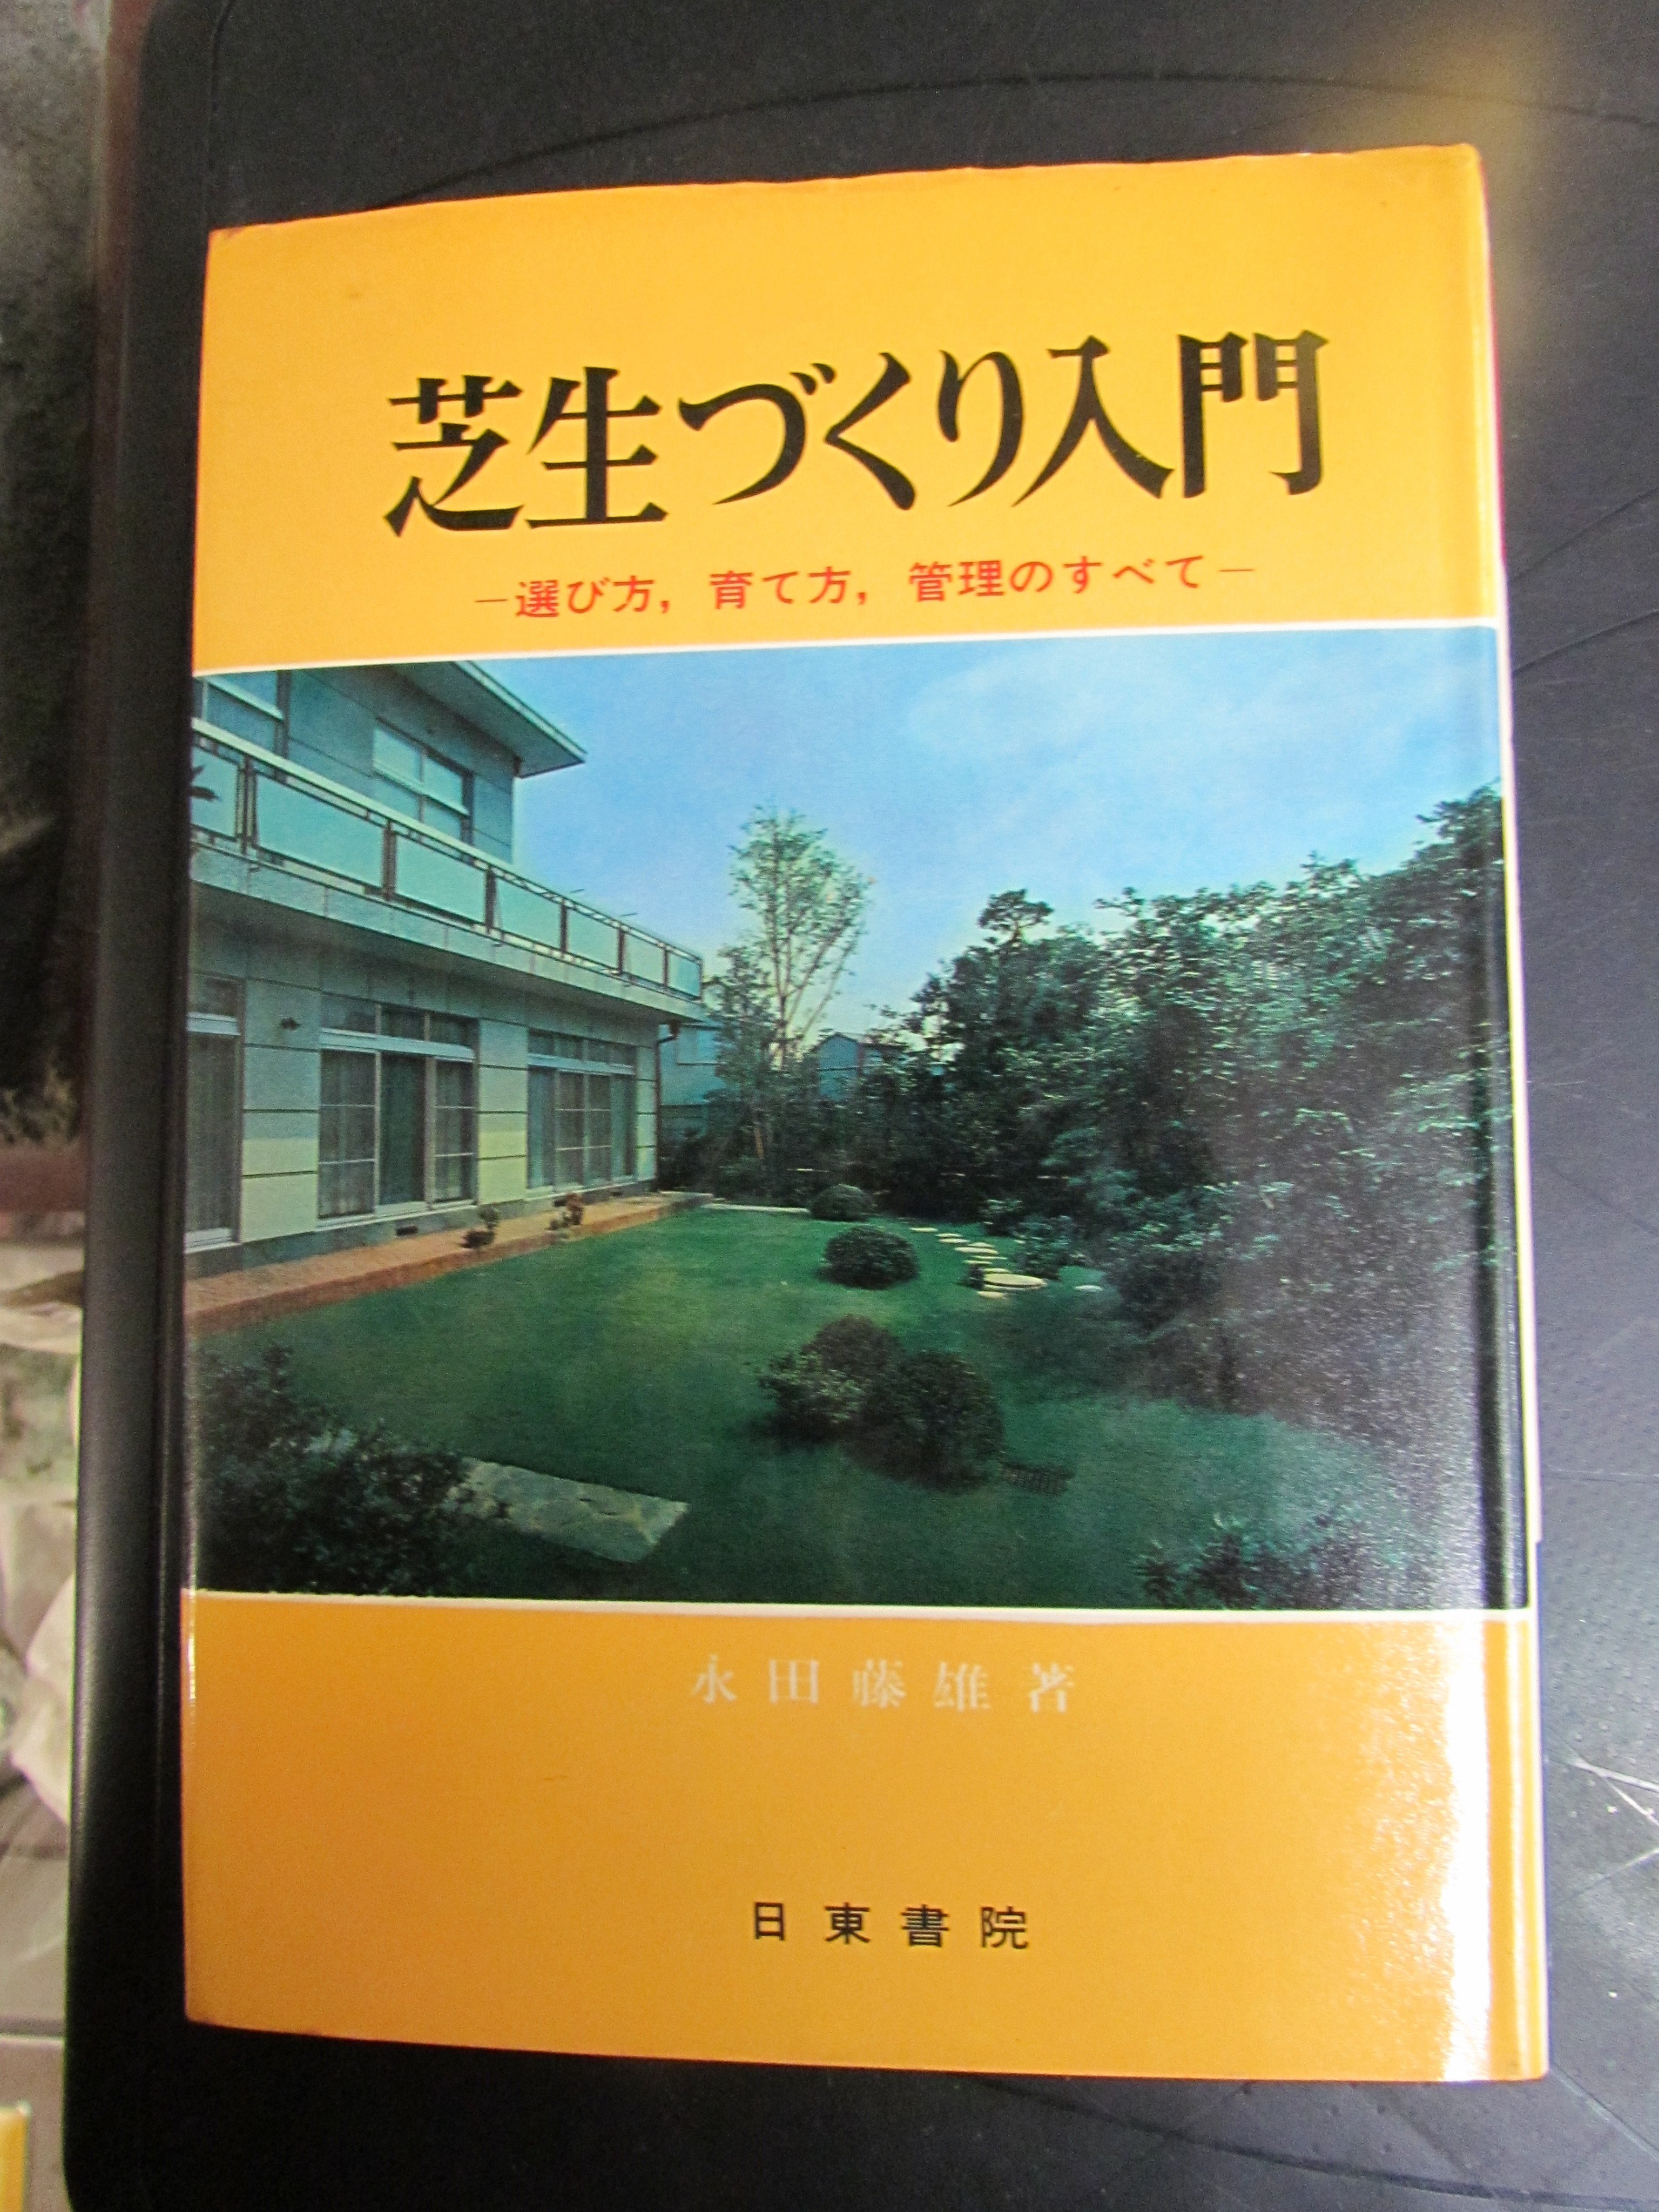 芝生づくり入門
―選び方，育て方，管理のすべて―
永田藤雄著
日東書院